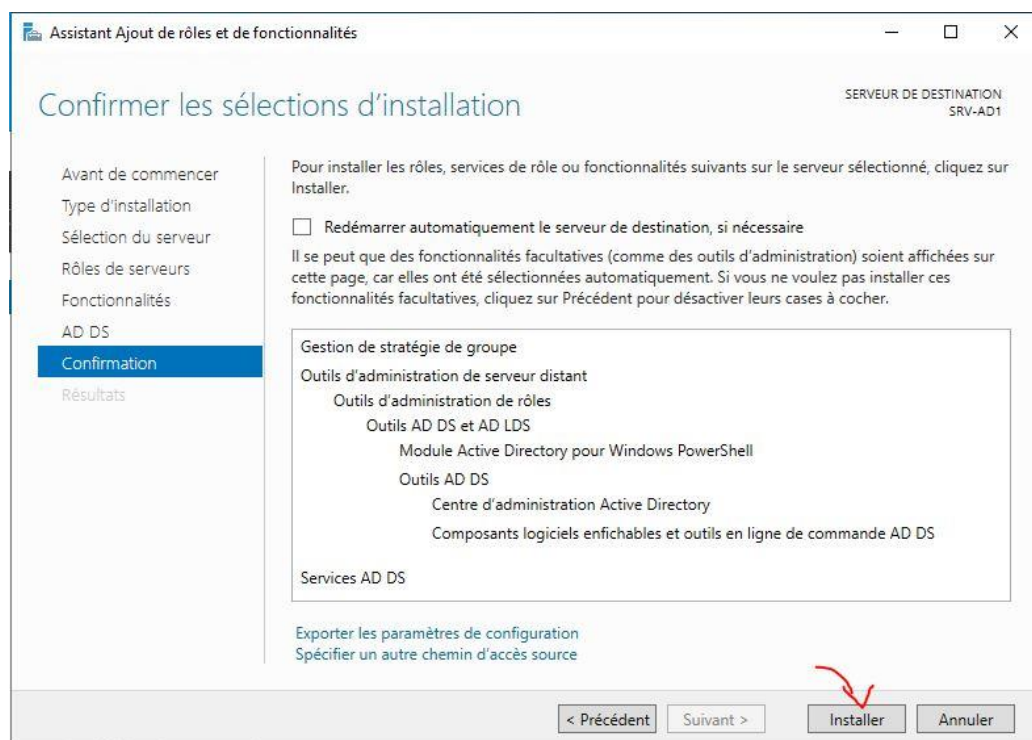 Assistant Ajout de rôles et de fonctionnalités
Confirmer les sélections d’installation
SERVEUR DE DESTINATION
SRV-AD1
Avant de commencer
Type d'installation
Sélection du serveur
Rôles de serveurs
Fonctionnalités
AD DS
Confirmation
Résultats
Pour installer les rôles, services de rôle ou fonctionnalités suivants sur le serveur sélectionné, cliquez sur
Installer.
Redémarrer automatiquement le serveur de destination, si nécessaire
Il se peut que des fonctionnalités facultatives (comme des outils d’administration) soient affichées sur
cette page, car elles ont été sélectionnées automatiquement. Si vous ne voulez pas installer ces
fonctionnalités facultatives, cliquez sur Précédent pour désactiver leurs cases à cocher.
Gestion de stratégie de groupe
Outils d’administration de serveur distant
Outils d’administration de rôles
Outils AD DS et AD LDS
Module Active Directory pour Windows PowerShell
Outils AD DS
Centre d’administration Active Directory
Composants logiciels enfichables et outils en ligne de commande AD DS
Services AD DS
Exporter les paramètres de configuration
Spécifier un autre chemin d’accès source
< Précédent
Suivant >
Installer
Annuler